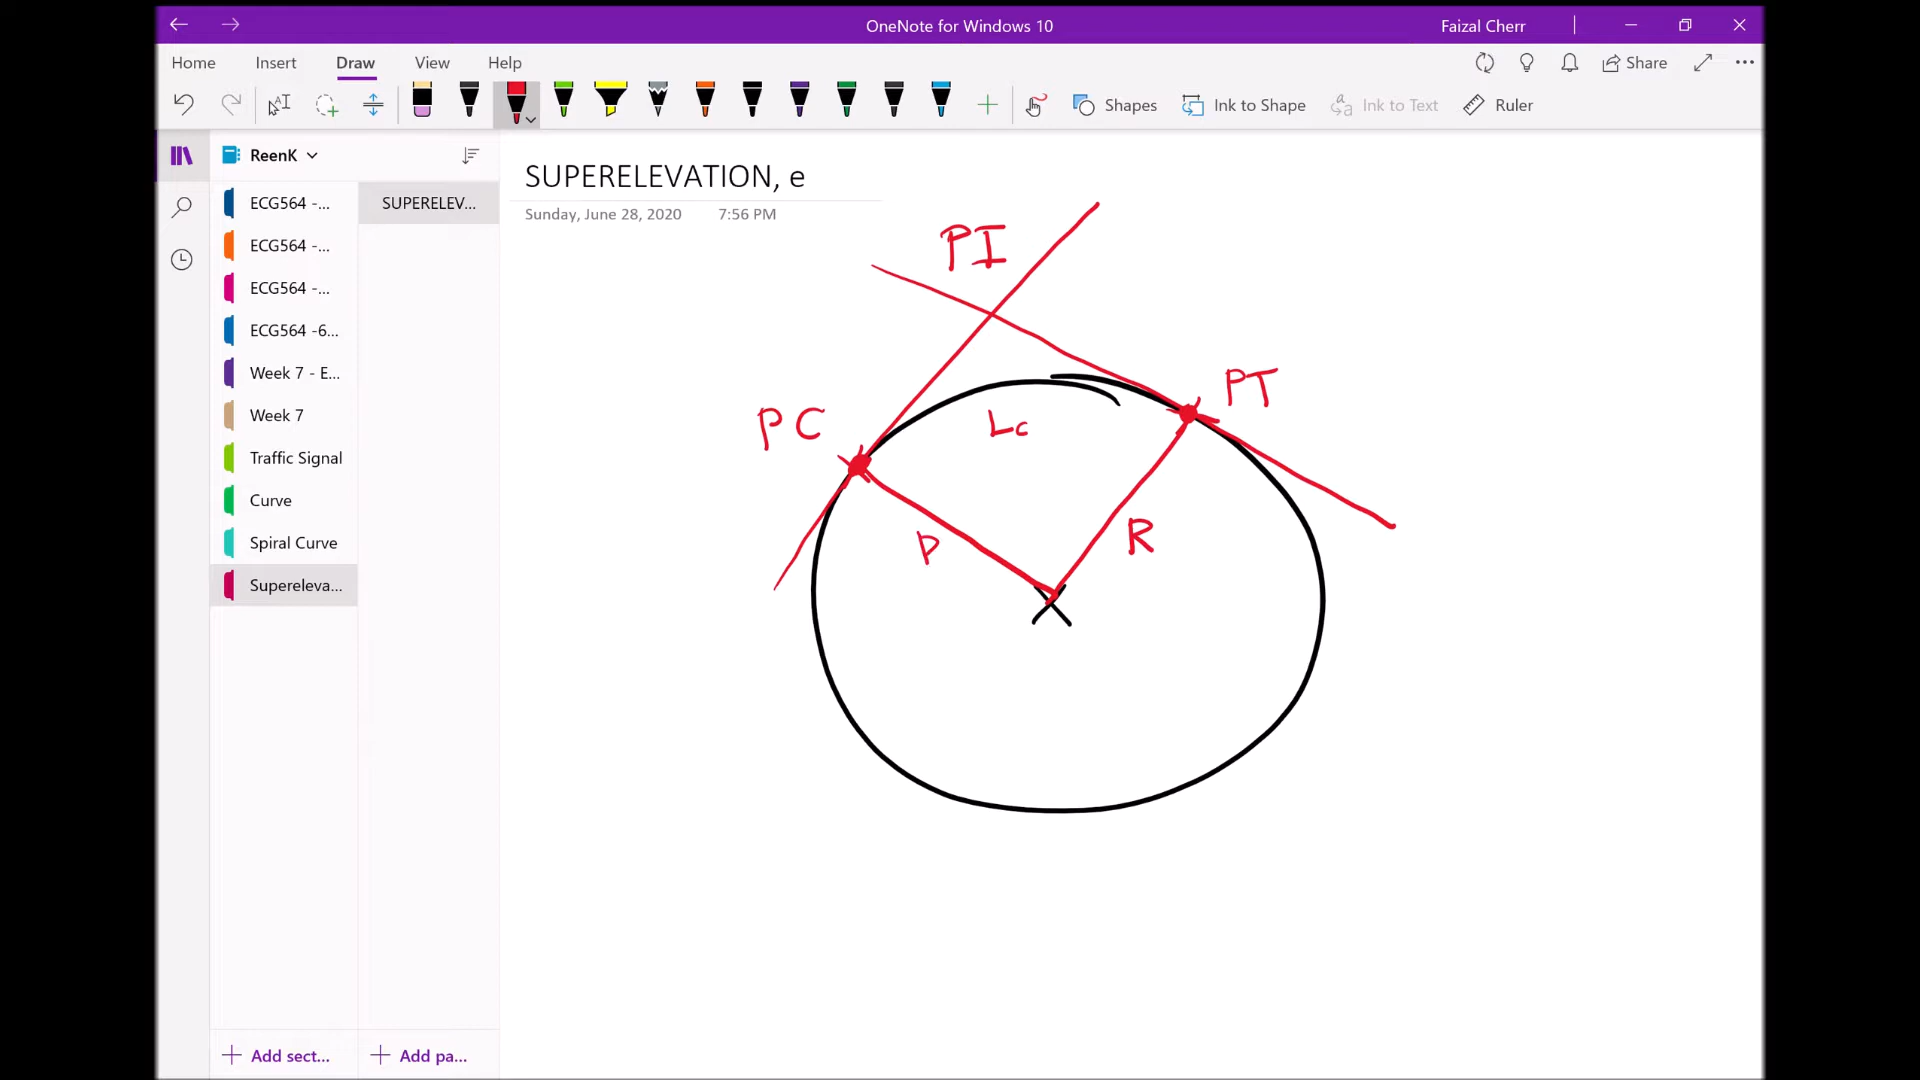 OneNote for Windows 10
Faizal Cherr
Home Insert Draw View Help
Share
Shapes Ink to Shape Ink to Text Ruler
ReenK
ECG564 -...
ECG564 -...
ECG564 -...
ECG564 -6...
Week 7 - E...
Week 7
Traffic Signal
Curve
Spiral Curve
Supereleva...
SUPERELEV...
SUPERELEVATION, e
Sunday, June 28, 2020 7:56 PM
PI
PT
PC
Lc
R
P
Add sect...
Add pa...